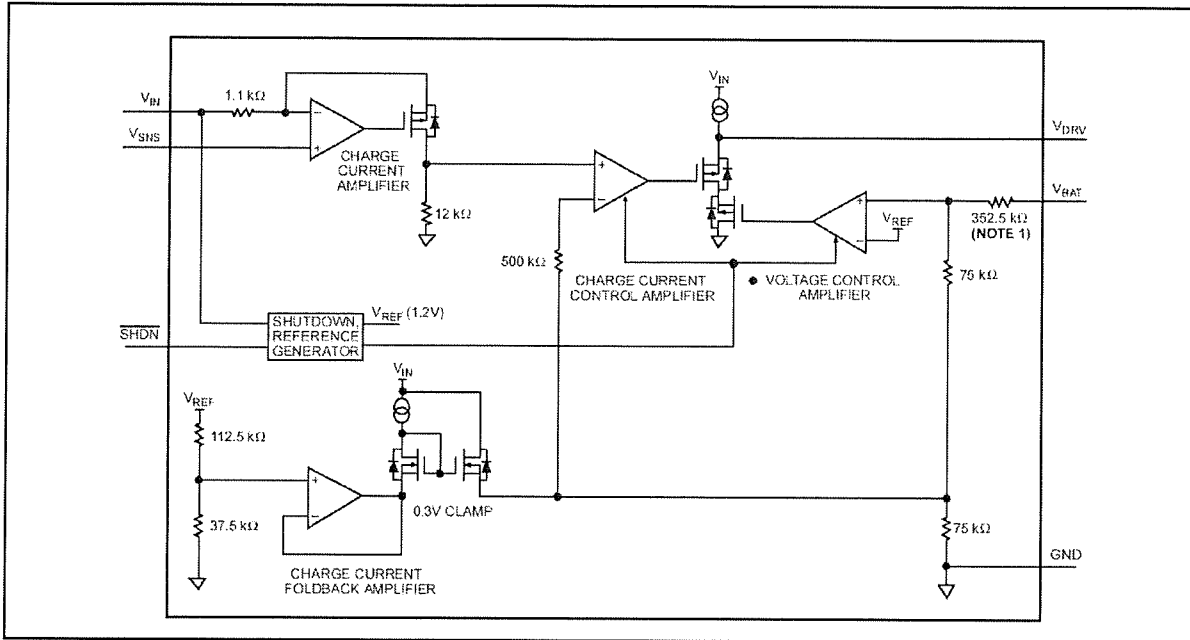 V_IN
1.1 kΩ
V_SNS
−
+
CHARGE
CURRENT
AMPLIFIER
12 kΩ
V_IN
V_DRV
+
−
500 kΩ
CHARGE CURRENT
CONTROL AMPLIFIER
+
−
V_REF
VOLTAGE CONTROL
AMPLIFIER
V_BAT
352.5 kΩ
(NOTE 1)
75 kΩ
SHDN
SHUTDOWN,
REFERENCE
GENERATOR
V_REF (1.2V)
V_IN
V_REF
112.5 kΩ
37.5 kΩ
+
−
0.3V CLAMP
CHARGE CURRENT
FOLDBACK AMPLIFIER
75 kΩ
GND